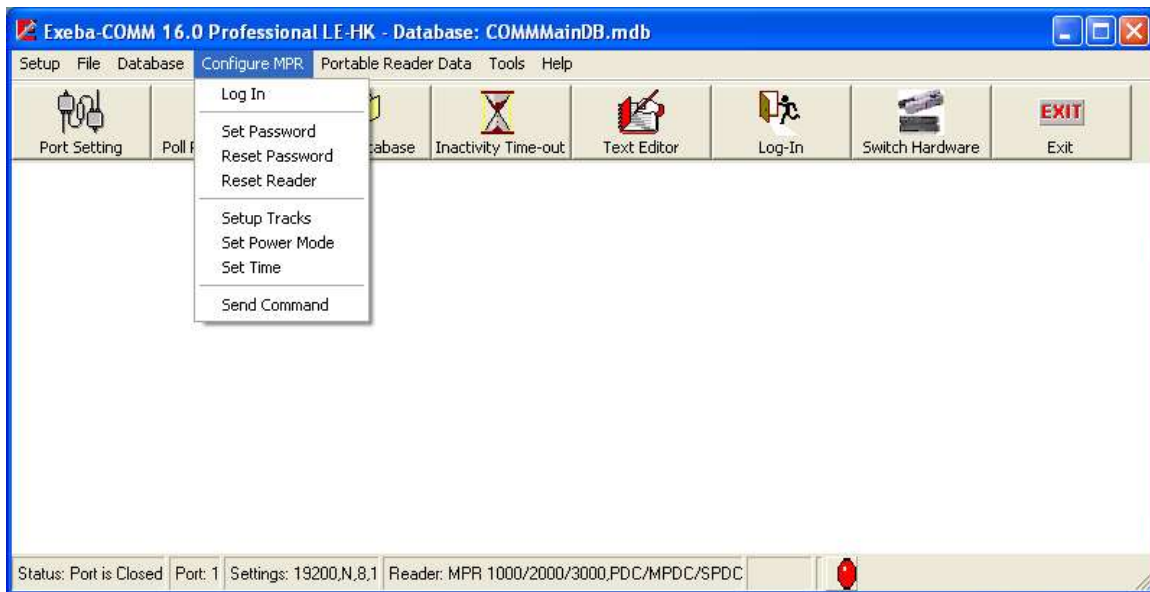 Exeba-COMM 16.0 Professional LE-HK - Database: COMMMainDB.mdb
Setup File Database Configure MPR Portable Reader Data Tools Help
Log In
Set Password
Reset Password
Reset Reader
Setup Tracks
Set Power Mode
Set Time
Send Command
Port Setting Poll Inactivity Time-out Text Editor Log-In Switch Hardware EXIT Exit
Status: Port is Closed Port: 1 Settings: 19200,N,8,1 Reader: MPR 1000/2000/3000,PDC/MPDC/SPDC